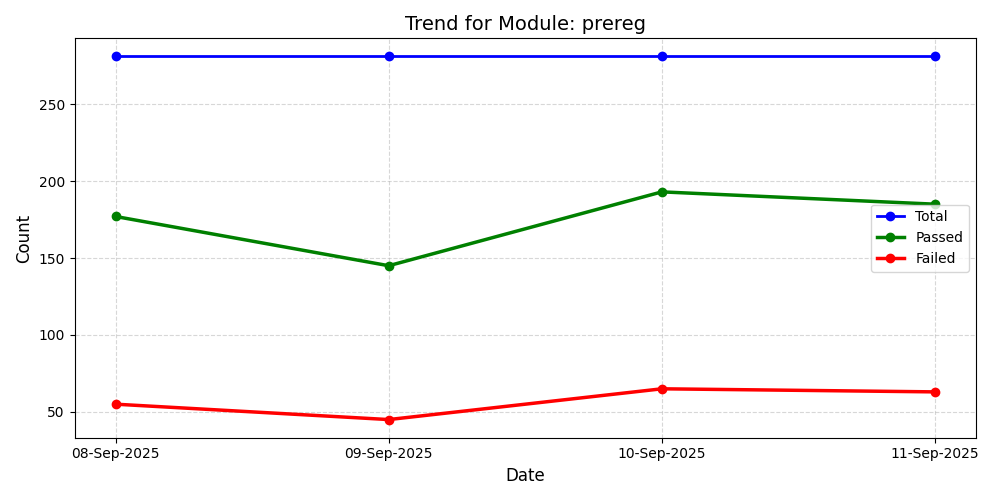 Trend for Module: prereg
Count
250
200
150
100
50
Total
Passed
Failed
08-Sep-2025 09-Sep-2025 10-Sep-2025 11-Sep-2025
Date